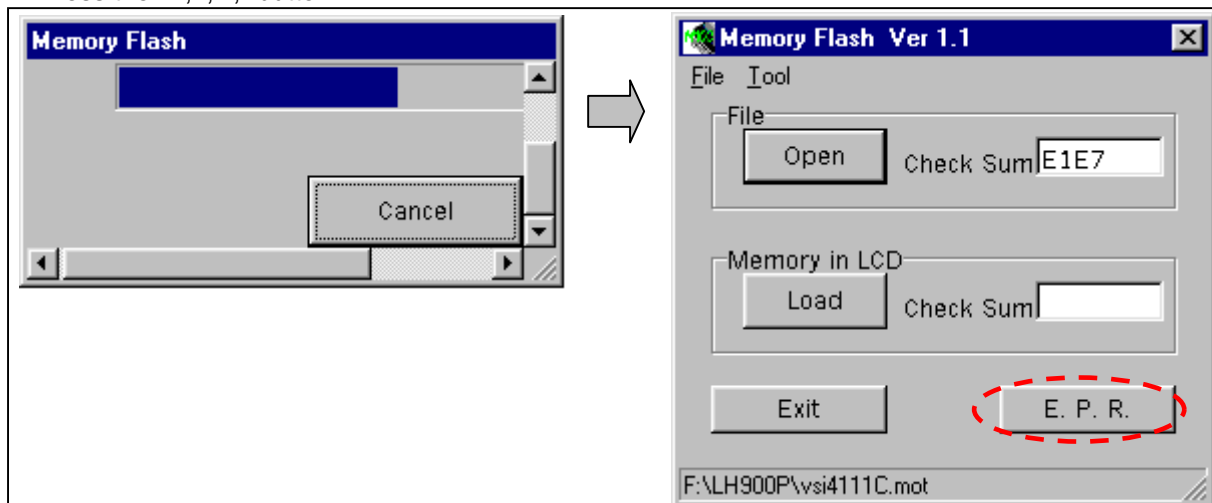 Memory Flash
Cancel
Memory Flash Ver 1.1
File Tool
File
Open Check Sum E1E7
Memory in LCD
Load Check Sum
Exit E. P. R.
F:\LH900P\vsi4111C.mot